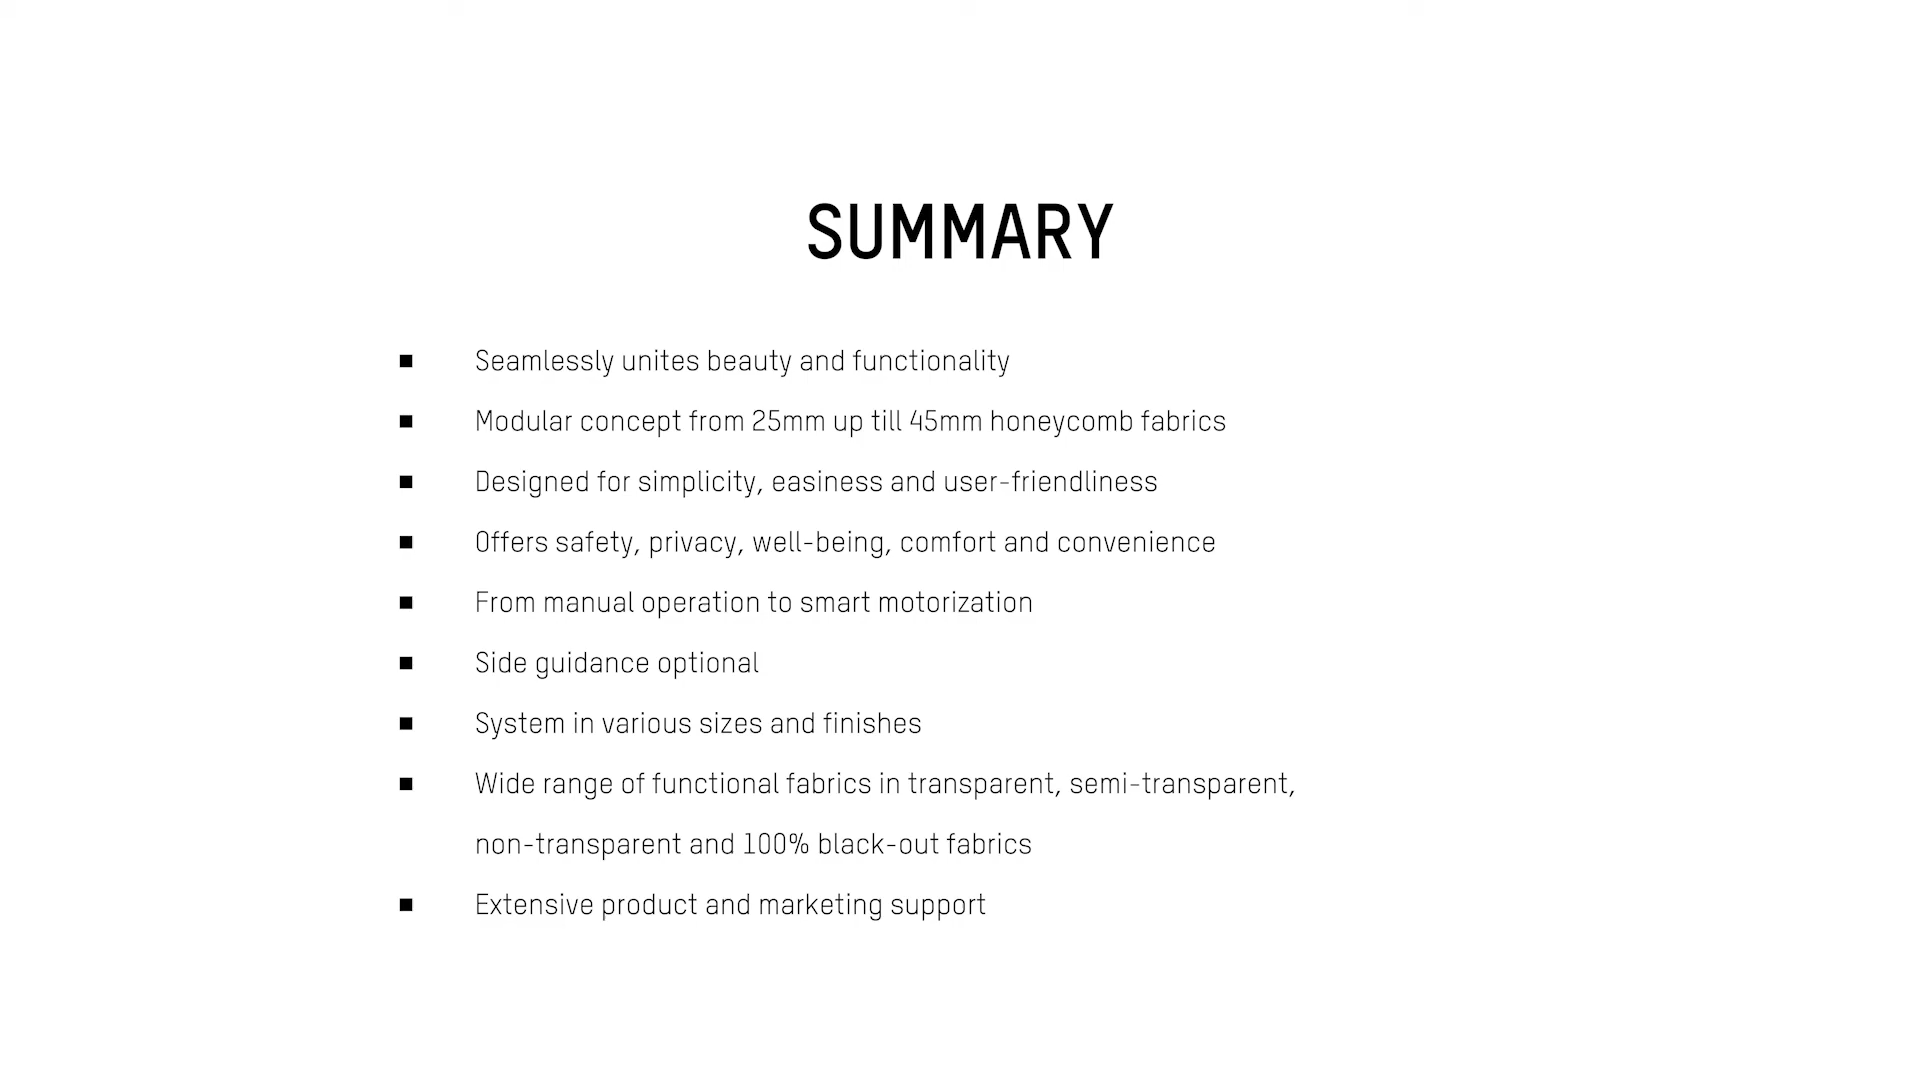 SUMMARY
■ Seamlessly unites beauty and functionality
■ Modular concept from 25mm up till 45mm honeycomb fabrics
■ Designed for simplicity, easiness and user-friendliness
■ Offers safety, privacy, well-being, comfort and convenience
■ From manual operation to smart motorization
■ Side guidance optional
■ System in various sizes and finishes
■ Wide range of functional fabrics in transparent, semi-transparent,
non-transparent and 100% black-out fabrics
■ Extensive product and marketing support